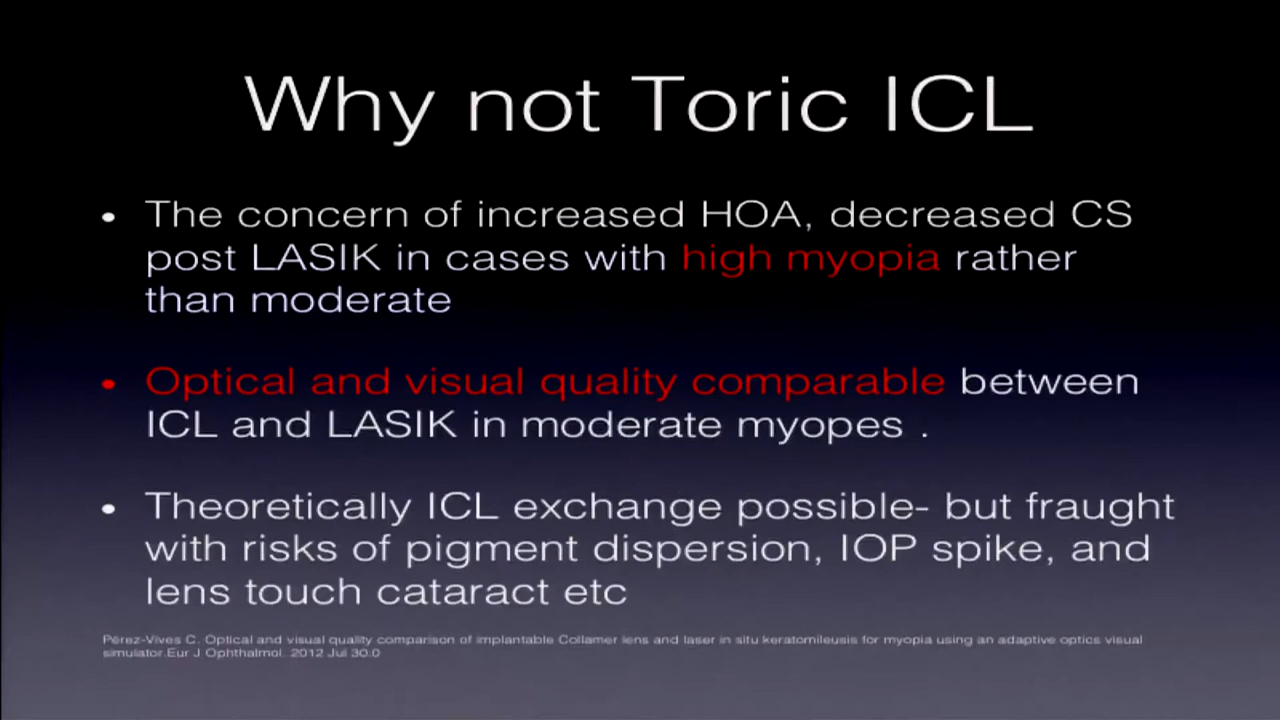 Why not Toric ICL
• The concern of increased HOA, decreased CS
post LASIK in cases with high myopia rather
than moderate
• Optical and visual quality comparable between
ICL and LASIK in moderate myopes .
• Theoretically ICL exchange possible- but fraught
with risks of pigment dispersion, IOP spike, and
lens touch cataract etc
Pérez-Vives C. Optical and visual quality comparison of implantable Collamer lens and laser in situ keratomileusis for myopia using an adaptive optics visual
simulator.Eur J Ophthalmol. 2012 Jul 30.0